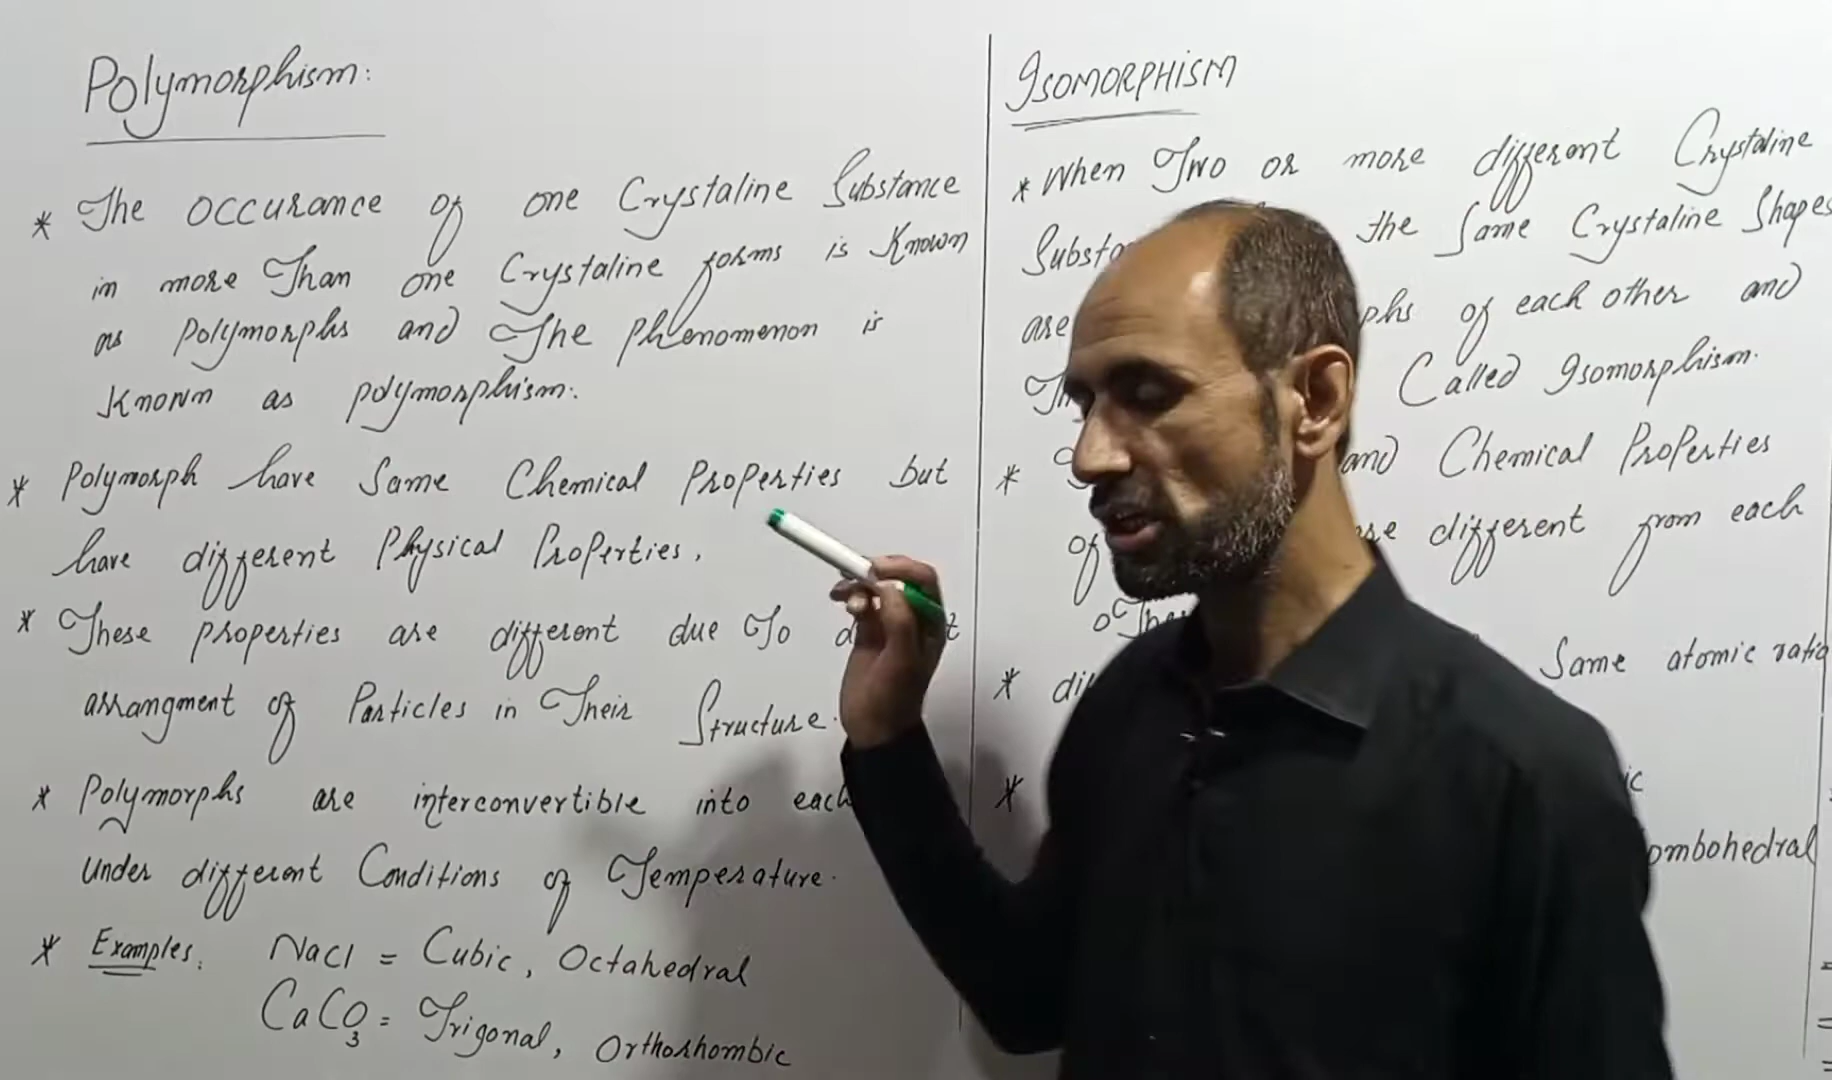 Polymorphism:
* The occurance of one Crystaline Substance
in more Than one Crystaline forms is Known
as polymorphs and The phenomenon is
Known as polymorphism.
* Polymorph have Same Chemical Properties but
have different Physical Properties.
* These properties are different due To
arrangment of Particles in Their Structure.
* Polymorphs are interconvertible into each
under different Conditions of Temperature.
* Examples: NaCl = Cubic, Octahedral
CaCO3 = Trigonal, Orthorhombic
ISOMORPHISM
* When Two or more different Crystaline
the Same Crystaline Shapes
are of each other and
Called Isomorphism.
* and Chemical Properties
of different from each
* Same atomic ratio
*